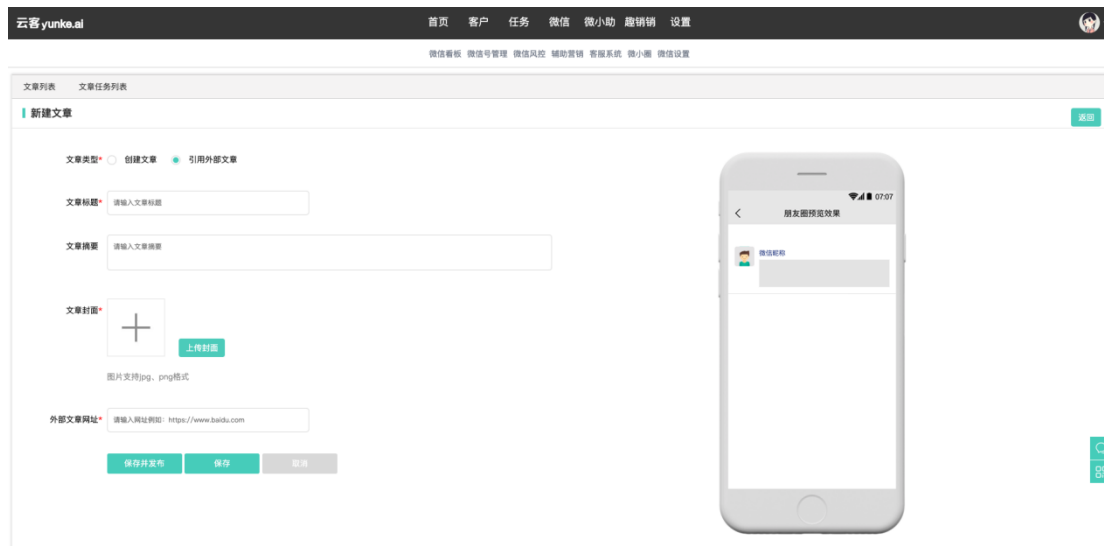 云客yunke.ai 首页 客户 任务 微信 微小助 趣销销 设置
微信看板 微信号管理 微信风控 辅助营销 客服系统 微小圈 微信设置
文章列表 文章任务列表
新建文章 返回
文章类型* 创建文章 引用外部文章
文章标题* 请输入文章标题
文章摘要 请输入文章摘要
文章封面*
上传封面
图片支持jpg、png格式
外部文章网址* 请输入网址例如：https://www.baidu.com
保存并发布 保存 取消
07:07
朋友圈预览效果
微信昵称